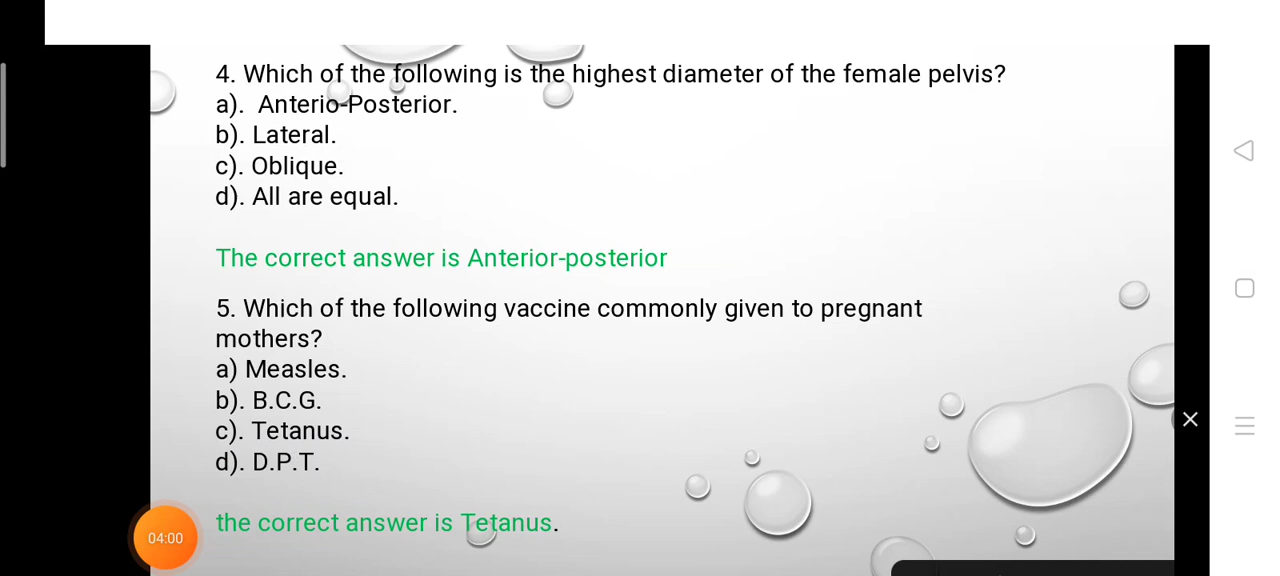 4. Which of the following is the highest diameter of the female pelvis?
a).  Anterio-Posterior.
b). Lateral.
c). Oblique.
d). All are equal.
The correct answer is Anterior-posterior
5. Which of the following vaccine commonly given to pregnant
mothers?
a) Measles.
b). B.C.G.
c). Tetanus.
d). D.P.T.
the correct answer is Tetanus.
04:00